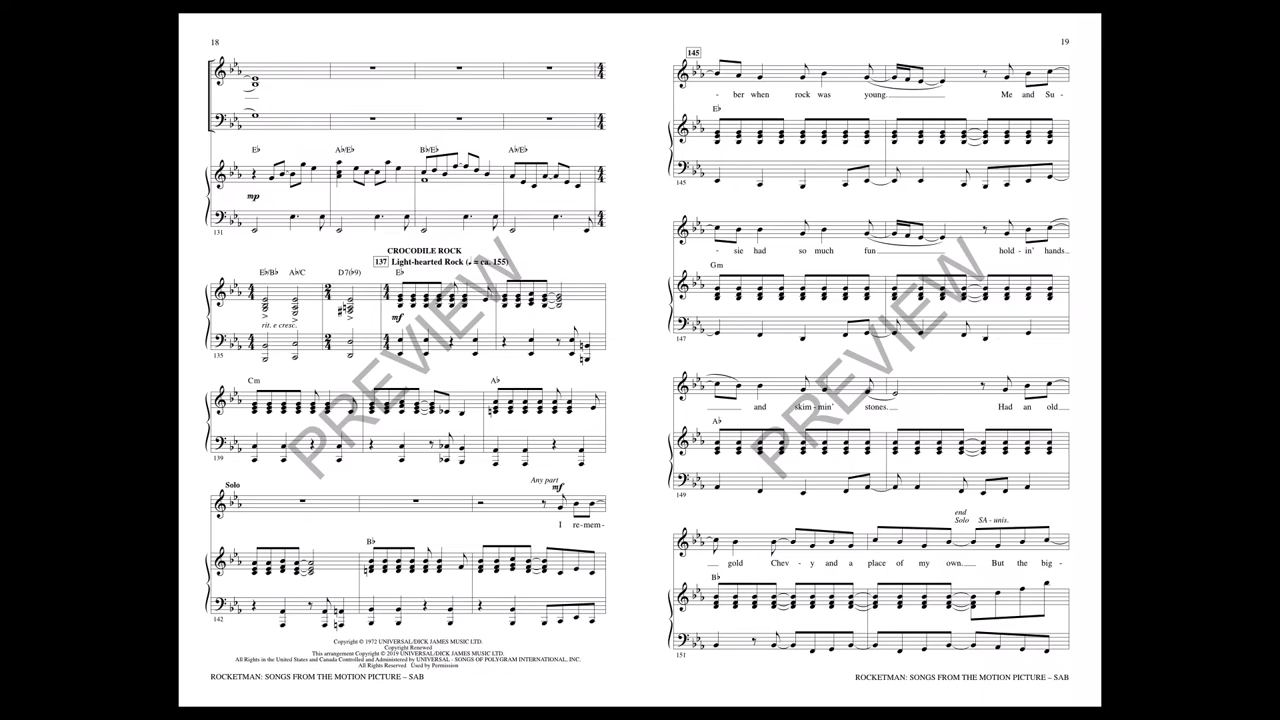 18
E♭ A♭/E♭ B♭/E♭ A♭/E♭
mp
131
CROCODILE ROCK
137 Light-hearted Rock (♩ = ca. 155)
E♭/B♭ A♭/C D7(♭9) E♭
mf
rit. e cresc.
135
Cm A♭
139
Solo
Any part
mf
I re-mem-
B♭
142
Copyright © 1972 UNIVERSAL/DICK JAMES MUSIC LTD.
Copyright Renewed
This arrangement Copyright © 2019 UNIVERSAL/DICK JAMES MUSIC LTD.
All Rights in the United States and Canada Controlled and Administered by UNIVERSAL - SONGS OF POLYGRAM INTERNATIONAL, INC.
All Rights Reserved Used by Permission
ROCKETMAN: SONGS FROM THE MOTION PICTURE – SAB
PREVIEW
19
145
- ber when rock was young. Me and Su -
E♭
145
- sie had so much fun hold - in' hands
Gm
147
and skim - min' stones. Had an old
A♭
149
end
Solo SA - unis.
gold Chev - y and a place of my own. But the big -
B♭
151
ROCKETMAN: SONGS FROM THE MOTION PICTURE – SAB
PREVIEW